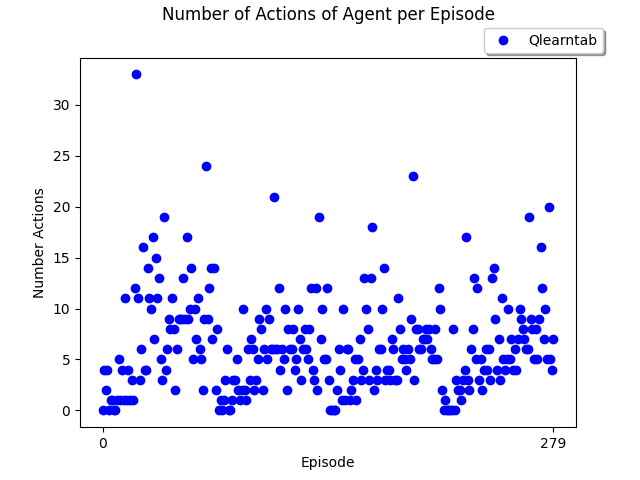 Number of Actions of Agent per Episode
Qlearntab
30
25
20
15
10
5
0
Number Actions
0
279
Episode